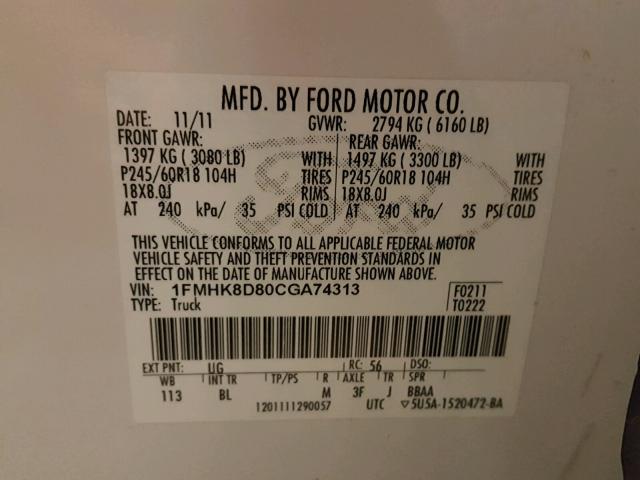 MFD. BY FORD MOTOR CO.
DATE: 11/11 GVWR: 2794 KG ( 6160 LB)
FRONT GAWR: REAR GAWR:
1397 KG ( 3080 LB) WITH 1497 KG ( 3300 LB) WITH
P245/60R18 104H TIRES P245/60R18 104H TIRES
18X8.0J RIMS 18X8.0J RIMS
AT 240 kPa/ 35 PSI COLD AT 240 kPa/ 35 PSI COLD
THIS VEHICLE CONFORMS TO ALL APPLICABLE FEDERAL MOTOR
VEHICLE SAFETY AND THEFT PREVENTION STANDARDS IN
EFFECT ON THE DATE OF MANUFACTURE SHOWN ABOVE.
VIN: 1FMHK8D80CGA74313 F0211
TYPE: Truck T0222
EXT PNT: UG RC: 56 DSO:
WB INT TR TP/PS R AXLE TR SPR
113 BL M 3F J BBAA
1201111290057 UTC ▽5U5A-1520472-BA